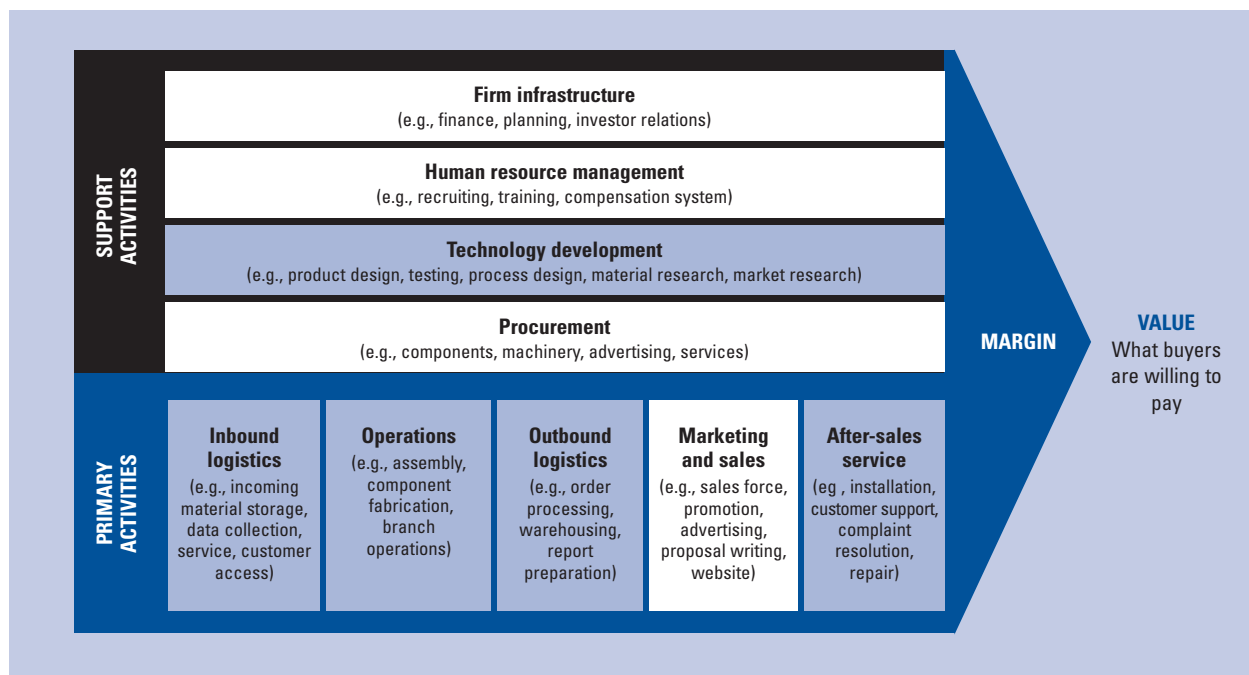 SUPPORT
ACTIVITIES
Firm infrastructure
(e.g., finance, planning, investor relations)
Human resource management
(e.g., recruiting, training, compensation system)
Technology development
(e.g., product design, testing, process design, material research, market research)
Procurement
(e.g., components, machinery, advertising, services)
PRIMARY
ACTIVITIES
Inbound
logistics
(e.g., incoming
material storage,
data collection,
service, customer
access)
Operations
(e.g., assembly,
component
fabrication,
branch
operations)
Outbound
logistics
(e.g., order
processing,
warehousing,
report
preparation)
Marketing
and sales
(e.g., sales force,
promotion,
advertising,
proposal writing,
website)
After-sales
service
(eg , installation,
customer support,
complaint
resolution,
repair)
MARGIN
VALUE
What buyers
are willing to
pay